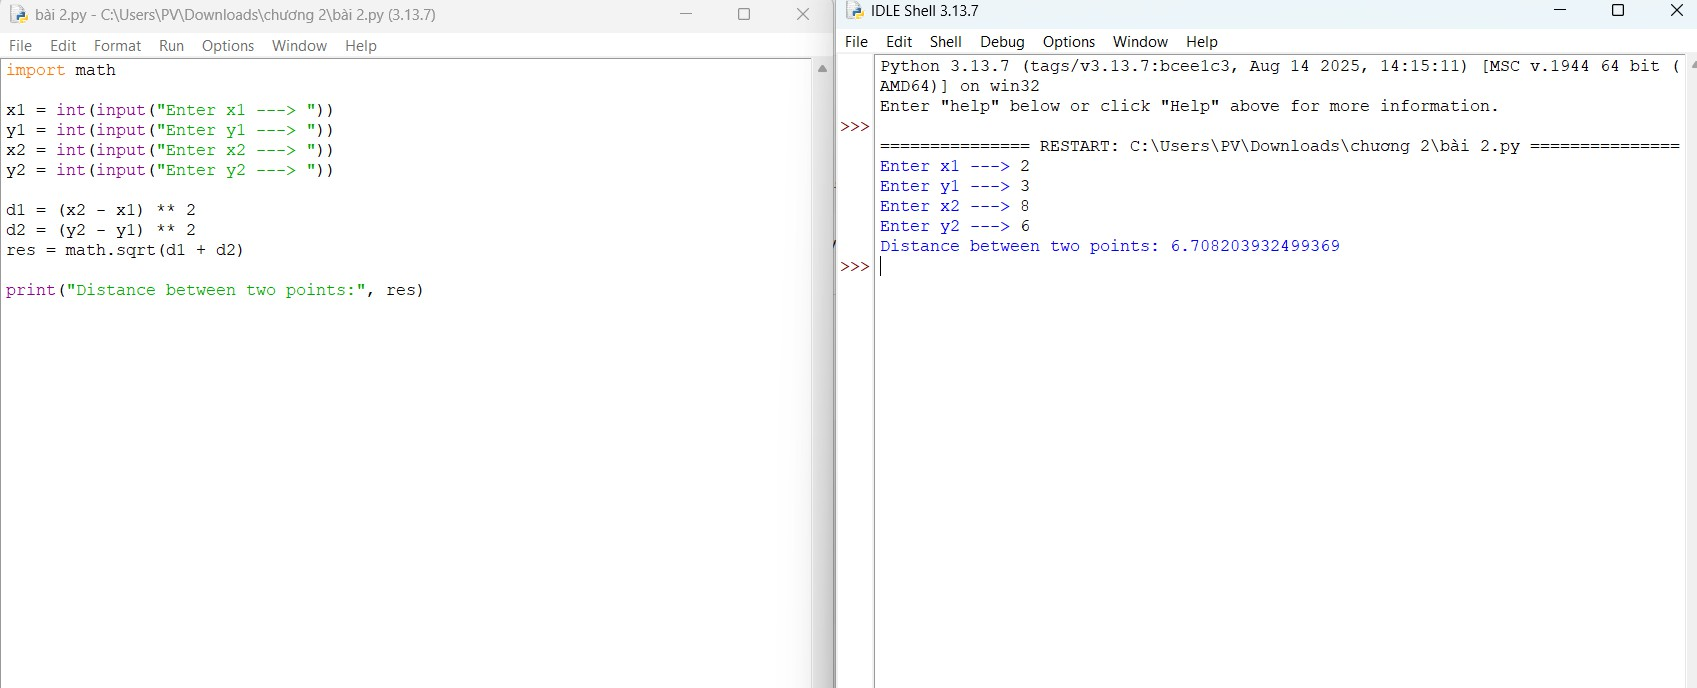 bài 2.py - C:\Users\PV\Downloads\chương 2\bài 2.py (3.13.7)
File Edit Format Run Options Window Help
import math
x1 = int(input("Enter x1 ---> "))
y1 = int(input("Enter y1 ---> "))
x2 = int(input("Enter x2 ---> "))
y2 = int(input("Enter y2 ---> "))
d1 = (x2 - x1) ** 2
d2 = (y2 - y1) ** 2
res = math.sqrt(d1 + d2)
print("Distance between two points:", res)
IDLE Shell 3.13.7
File Edit Shell Debug Options Window Help
Python 3.13.7 (tags/v3.13.7:bcee1c3, Aug 14 2025, 14:15:11) [MSC v.1944 64 bit (
AMD64)] on win32
Enter "help" below or click "Help" above for more information.
>>>
=============== RESTART: C:\Users\PV\Downloads\chương 2\bài 2.py ===============
Enter x1 ---> 2
Enter y1 ---> 3
Enter x2 ---> 8
Enter y2 ---> 6
Distance between two points: 6.708203932499369
>>>